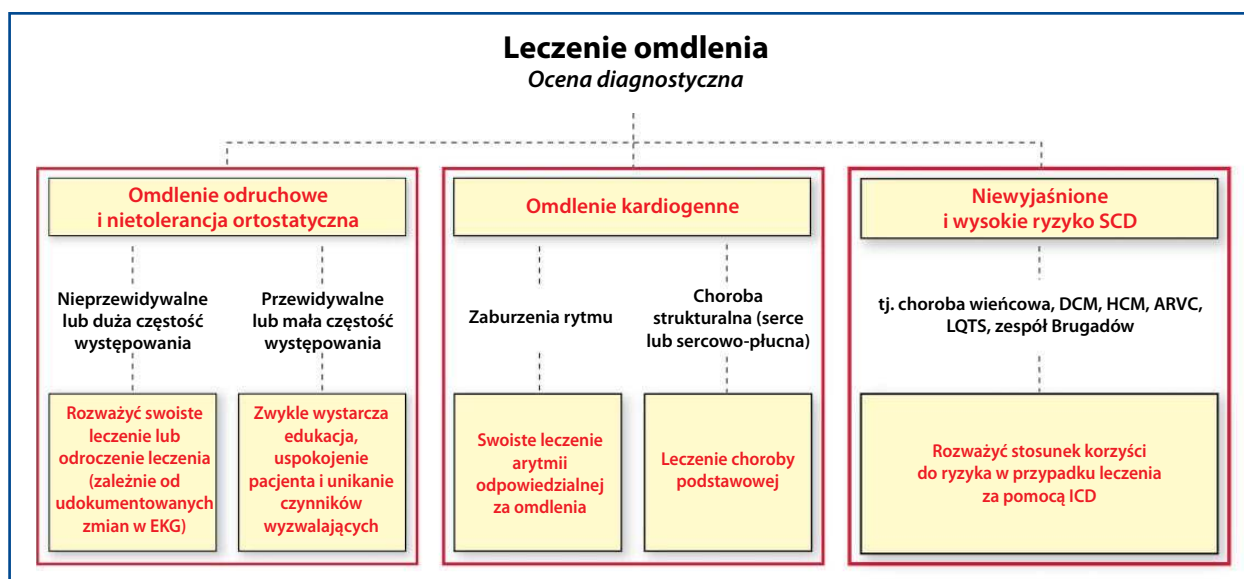 Leczenie omdlenia
Ocena diagnostyczna
Omdlenie odruchowe
i nietolerancja ortostatyczna
Nieprzewidywalne
lub duża częstość
występowania
Przewidywalne
lub mała częstość
występowania
Rozważyć swoiste
leczenie lub
odroczenie leczenia
(zależnie od
udokumentowanych
zmian w EKG)
Zwykle wystarcza
edukacja,
uspokojenie
pacjenta i unikanie
czynników
wyzwalających
Omdlenie kardiogenne
Zaburzenia rytmu
Choroba
strukturalna (serce
lub sercowo-płucna)
Swoiste leczenie
arytmii
odpowiedzialnej
za omdlenia
Leczenie choroby
podstawowej
Niewyjaśnione
i wysokie ryzyko SCD
tj. choroba wieńcowa, DCM, HCM, ARVC,
LQTS, zespół Brugadów
Rozważyć stosunek korzyści
do ryzyka w przypadku leczenia
za pomocą ICD